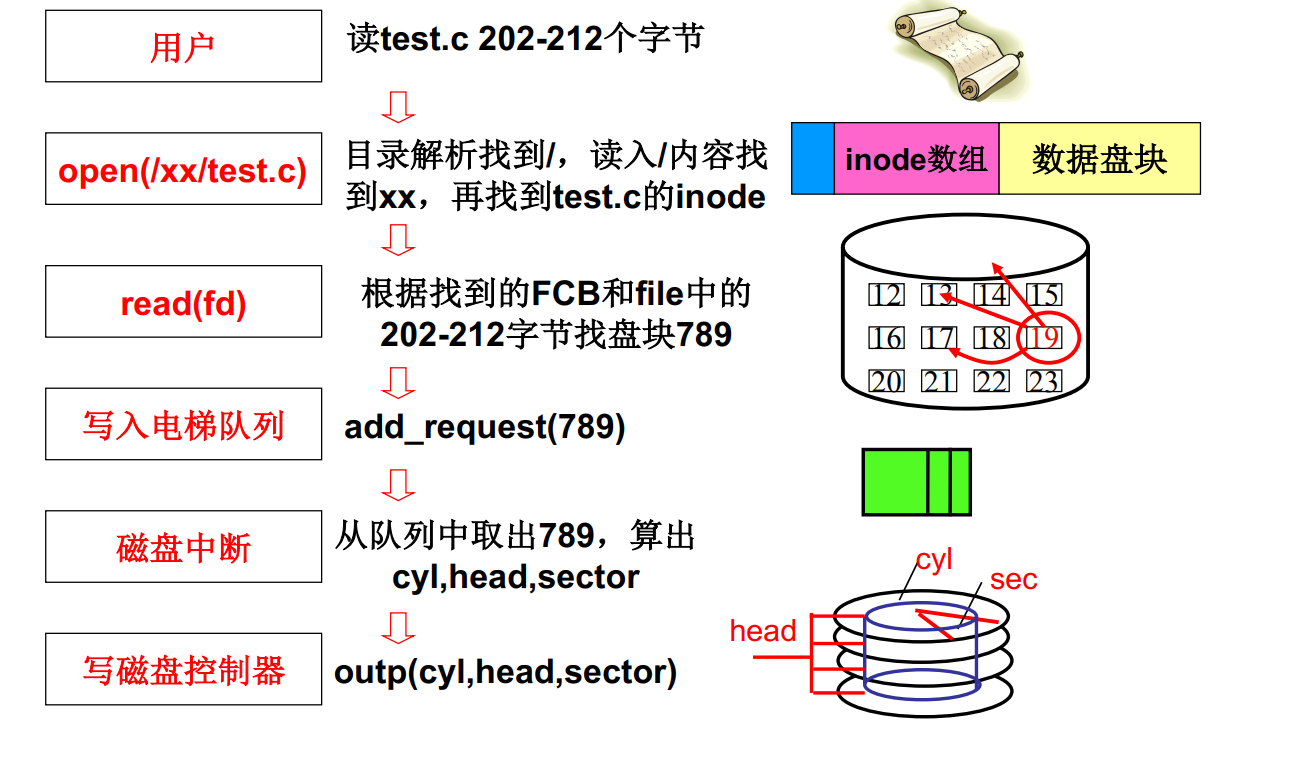 用户
读test.c 202-212个字节
open(/xx/test.c)
目录解析找到/，读入/内容找
到xx，再找到test.c的inode
inode数组
数据盘块
read(fd)
根据找到的FCB和file中的
202-212字节找盘块789
12 13 14 15
16 17 18 19
20 21 22 23
写入电梯队列
add_request(789)
磁盘中断
从队列中取出789，算出
cyl,head,sector
cyl
sec
head
写磁盘控制器
outp(cyl,head,sector)